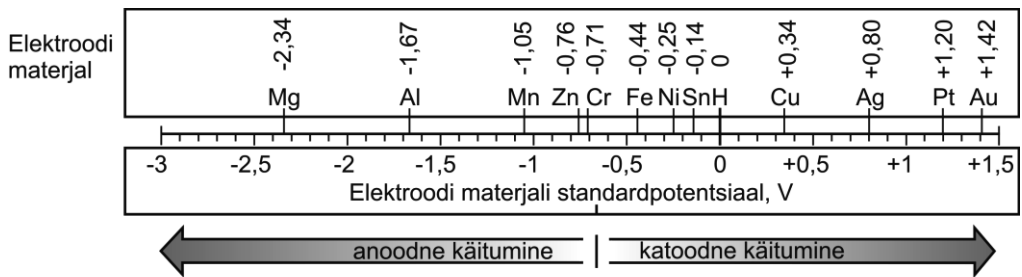 Elektroodi
materjal
-2,34 -1,67 -1,05 -0,76 -0,71 -0,44 -0,25 -0,14 0 +0,34 +0,80 +1,20 +1,42
Mg Al Mn Zn Cr Fe Ni Sn H Cu Ag Pt Au
-3 -2,5 -2 -1,5 -1 -0,5 0 +0,5 +1 +1,5
Elektroodi materjali standardpotentsiaal, V
anoodne käitumine katoodne käitumine